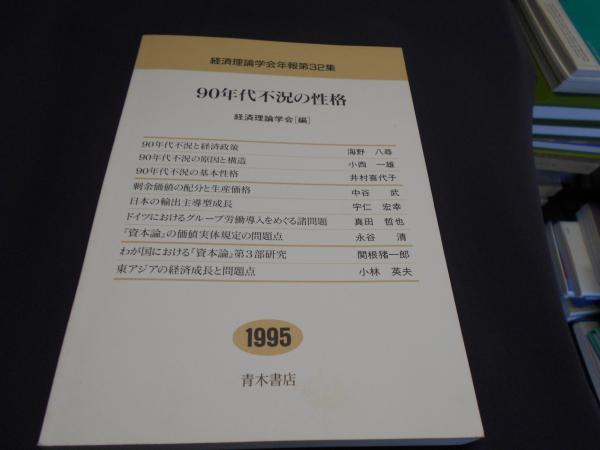 経済理論学会年報第32集
90年代不況の性格
経済理論学会[編]
90年代不況と経済政策 海野 八尋
90年代不況の原因と構造 小西 一雄
90年代不況の基本性格 井村喜代子
剰余価値の配分と生産価格 中谷 武
日本の輸出主導型成長 宇仁 宏幸
ドイツにおけるグループ労働導入をめぐる諸問題 真田 哲也
『資本論』の価値実体規定の問題点 永谷 清
わが国における『資本論』第3部研究 関根猪一郎
東アジアの経済成長と問題点 小林 英夫
1995
青木書店